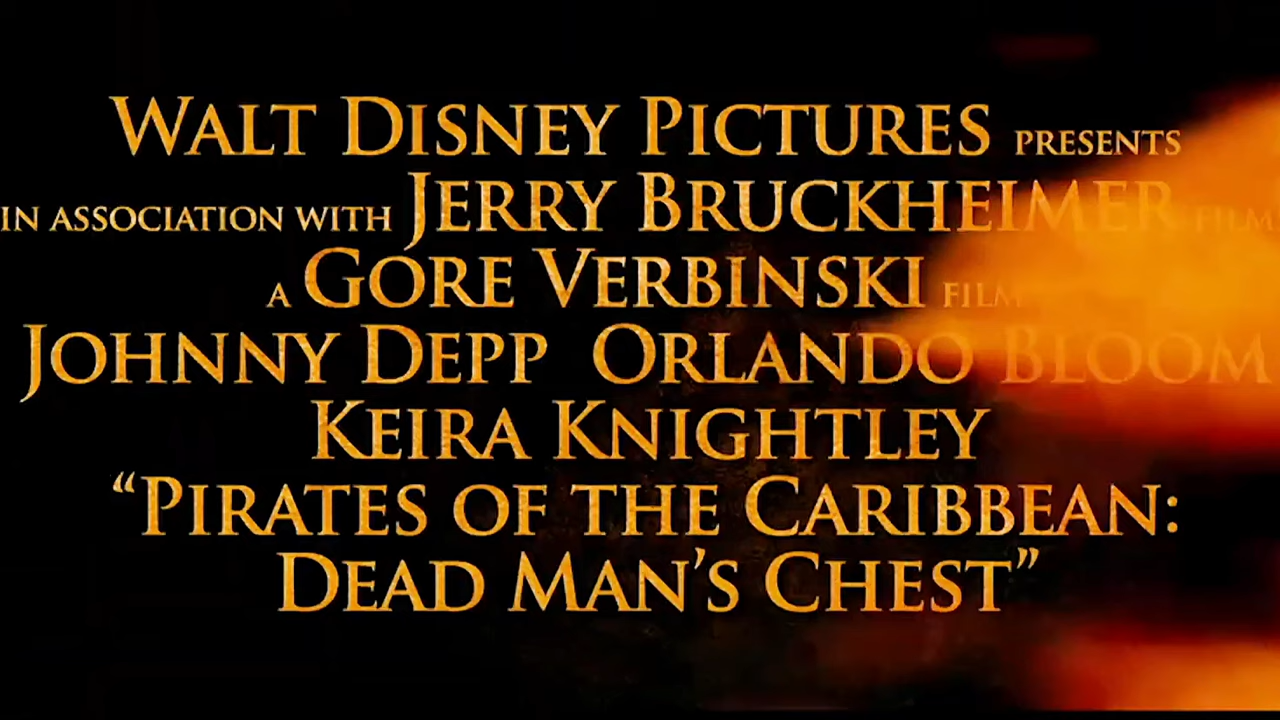 WALT DISNEY PICTURES PRESENTS
IN ASSOCIATION WITH JERRY BRUCKHEIMER FILM
A GORE VERBINSKI FILM
JOHNNY DEPP ORLANDO BLOOM
KEIRA KNIGHTLEY
“PIRATES OF THE CARIBBEAN:
DEAD MAN’S CHEST”